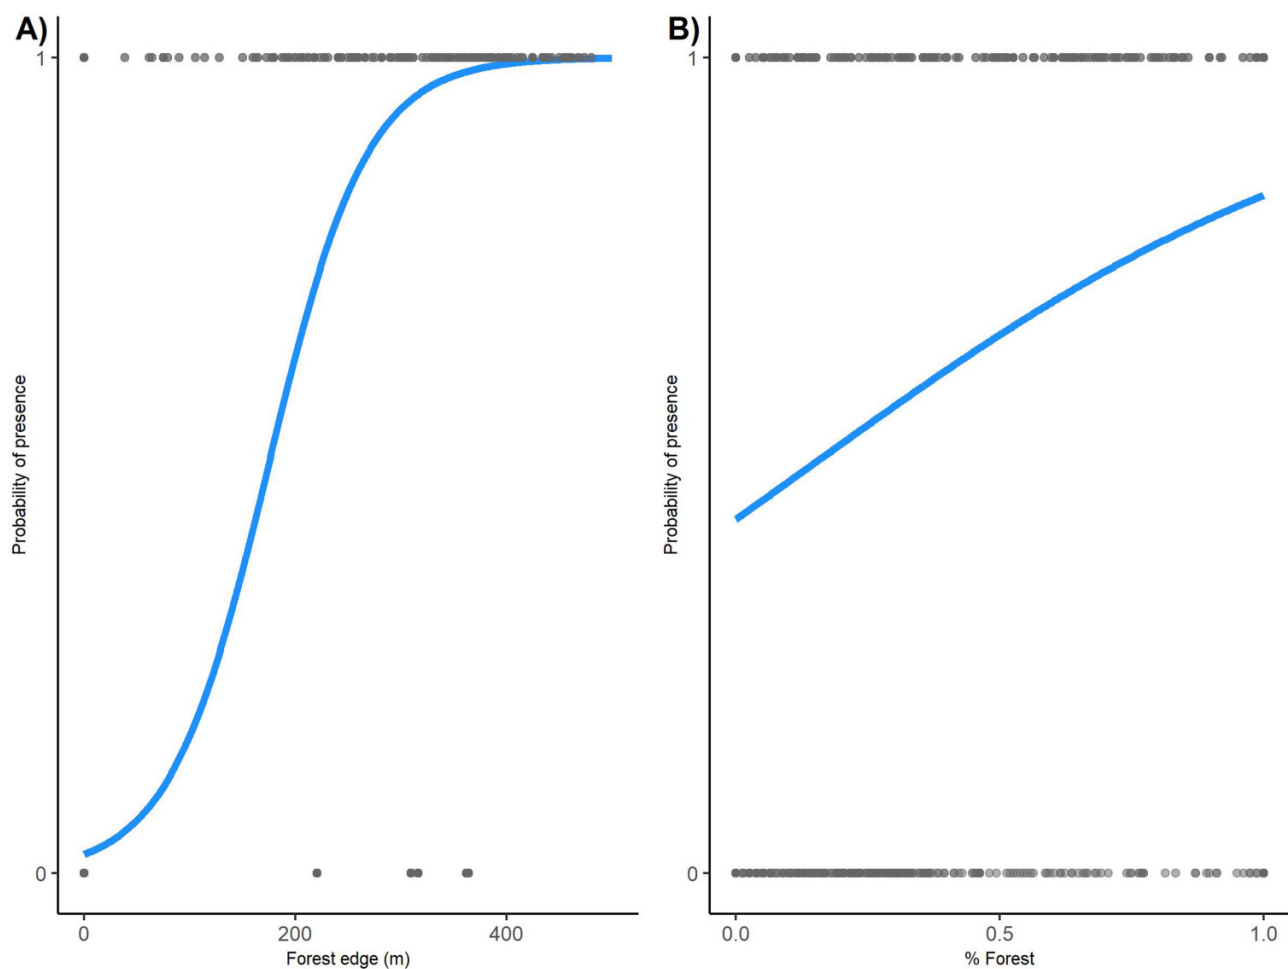 A)
1
0
Probability of presence
0 200 400
Forest edge (m)
B)
1
0
Probability of presence
0.0 0.5 1.0
% Forest